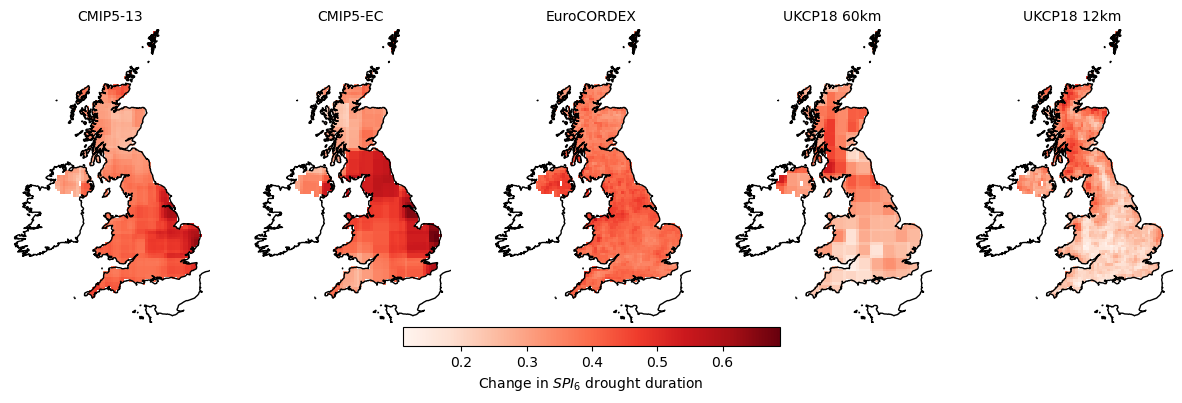 CMIP5-13 CMIP5-EC EuroCORDEX UKCP18 60km UKCP18 12km
0.2 0.3 0.4 0.5 0.6
Change in SPI₆ drought duration